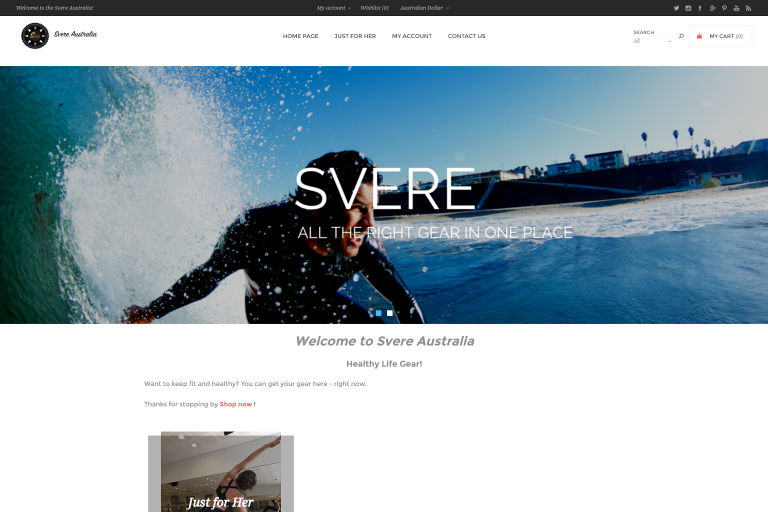 Welcome to the Svere Australia!
My account
Wishlist (0)
Australian Dollar
Svere Australia
HOME PAGE
JUST FOR HER
MY ACCOUNT
CONTACT US
SEARCH
All
MY CART (0)
SVERE
ALL THE RIGHT GEAR IN ONE PLACE
Welcome to Svere Australia
Healthy Life Gear!
Want to keep fit and healthy? You can get your gear here - right now.
Thanks for stopping by Shop now !
Just for Her